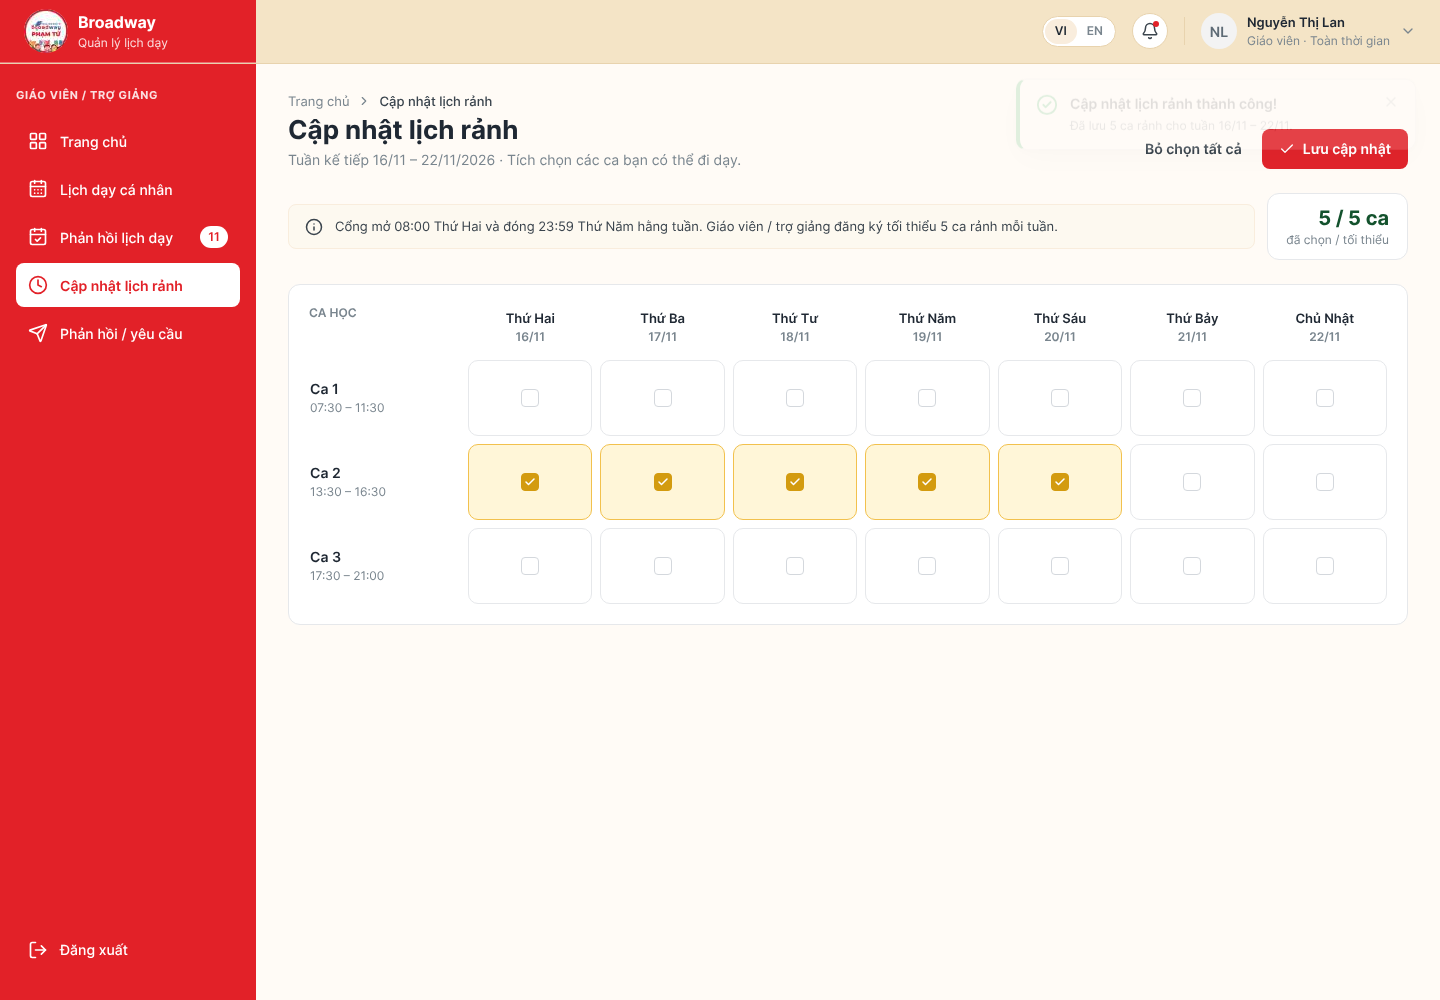 Broadway
Quản lý lịch dạy
VI EN
NL
Nguyễn Thị Lan
Giáo viên · Toàn thời gian
GIÁO VIÊN / TRỢ GIẢNG
Trang chủ
Lịch dạy cá nhân
Phản hồi lịch dạy 11
Cập nhật lịch rảnh
Phản hồi / yêu cầu
Đăng xuất
Trang chủ > Cập nhật lịch rảnh
Cập nhật lịch rảnh
Tuần kế tiếp 16/11 – 22/11/2026 · Tích chọn các ca bạn có thể đi dạy.
Cập nhật lịch rảnh thành công!
Đã lưu 5 ca rảnh cho tuần 16/11 – 22/11.
Bỏ chọn tất cả
Lưu cập nhật
Cổng mở 08:00 Thứ Hai và đóng 23:59 Thứ Năm hằng tuần. Giáo viên / trợ giảng đăng ký tối thiểu 5 ca rảnh mỗi tuần.
5 / 5 ca
đã chọn / tối thiểu
CA HỌC
Thứ Hai Thứ Ba Thứ Tư Thứ Năm Thứ Sáu Thứ Bảy Chủ Nhật
16/11 17/11 18/11 19/11 20/11 21/11 22/11
Ca 1
07:30 – 11:30
Ca 2
13:30 – 16:30
Ca 3
17:30 – 21:00